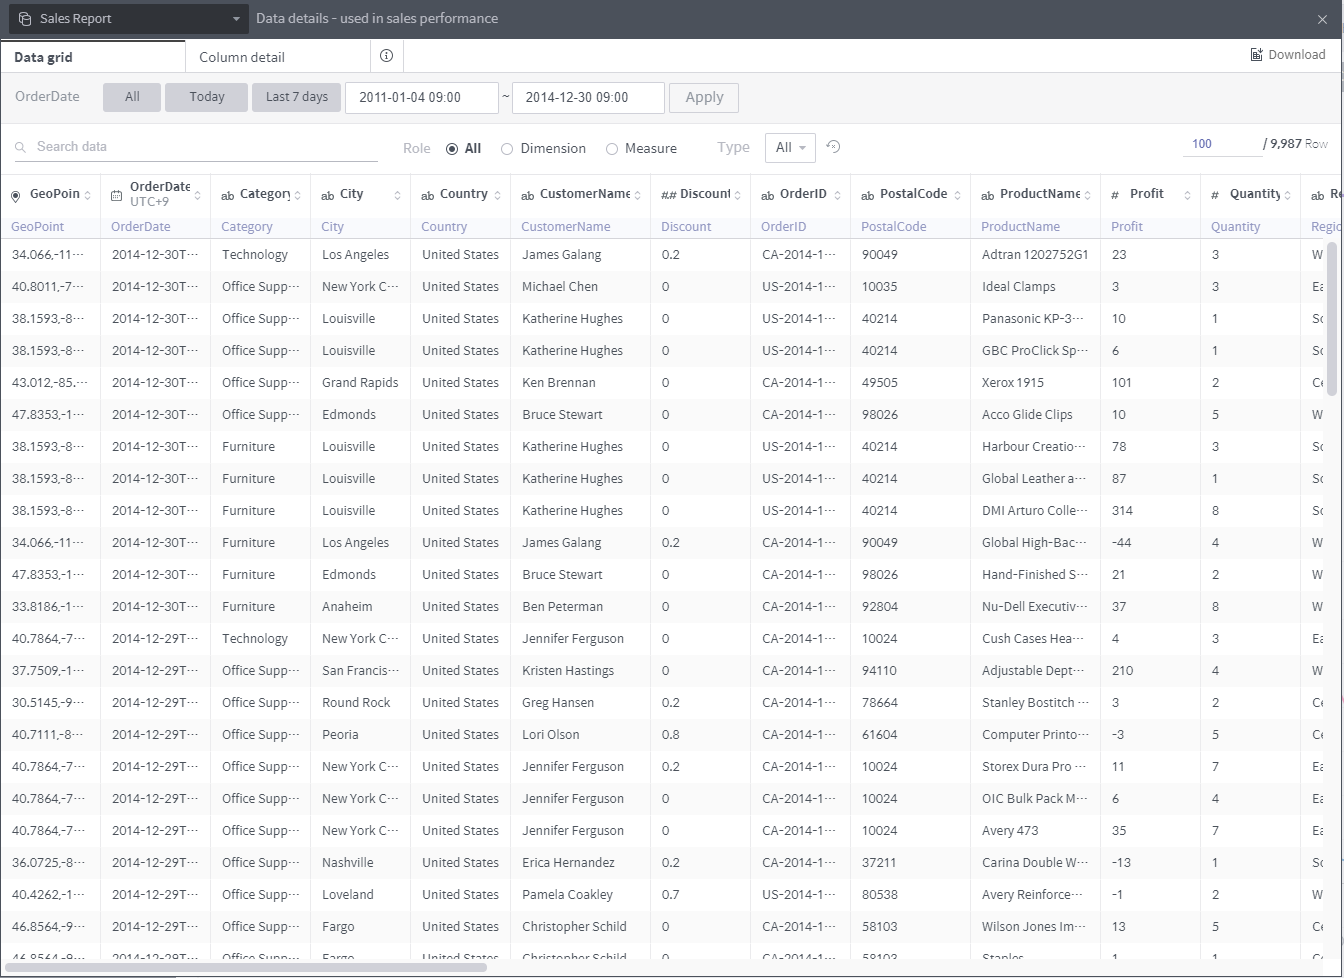 Sales Report Data details - used in sales performance
Data grid Column detail Download
OrderDate All Today Last 7 days 2011-01-04 09:00 ~ 2014-12-30 09:00 Apply
Search data Role All Dimension Measure Type All 100 / 9,987 Row
GeoPoin OrderDate UTC+9 ab Category ab City ab Country ab CustomerName #.# Discount ab OrderID ab PostalCode ab ProductName # Profit # Quantity ab Re
GeoPoint OrderDate Category City Country CustomerName Discount OrderID PostalCode ProductName Profit Quantity Regio
34.066,-11··· 2014-12-30T··· Technology Los Angeles United States James Galang 0.2 CA-2014-1··· 90049 Adtran 1202752G1 23 3 W
40.8011,-7··· 2014-12-30T··· Office Supp··· New York C··· United States Michael Chen 0 US-2014-1··· 10035 Ideal Clamps 3 3 Ea
38.1593,-8··· 2014-12-30T··· Office Supp··· Louisville United States Katherine Hughes 0 US-2014-1··· 40214 Panasonic KP-3··· 10 1 So
38.1593,-8··· 2014-12-30T··· Office Supp··· Louisville United States Katherine Hughes 0 US-2014-1··· 40214 GBC ProClick Sp··· 6 1 So
43.012,-85.··· 2014-12-30T··· Office Supp··· Grand Rapids United States Ken Brennan 0 CA-2014-1··· 49505 Xerox 1915 101 2 Ce
47.8353,-1··· 2014-12-30T··· Office Supp··· Edmonds United States Bruce Stewart 0 CA-2014-1··· 98026 Acco Glide Clips 10 5 W
38.1593,-8··· 2014-12-30T··· Furniture Louisville United States Katherine Hughes 0 US-2014-1··· 40214 Harbour Creatio··· 78 3 So
38.1593,-8··· 2014-12-30T··· Furniture Louisville United States Katherine Hughes 0 US-2014-1··· 40214 Global Leather a··· 87 1 So
38.1593,-8··· 2014-12-30T··· Furniture Louisville United States Katherine Hughes 0 US-2014-1··· 40214 DMI Arturo Colle··· 314 8 So
34.066,-11··· 2014-12-30T··· Furniture Los Angeles United States James Galang 0.2 CA-2014-1··· 90049 Global High-Bac··· -44 4 W
47.8353,-1··· 2014-12-30T··· Furniture Edmonds United States Bruce Stewart 0 CA-2014-1··· 98026 Hand-Finished S··· 21 2 W
33.8186,-1··· 2014-12-30T··· Furniture Anaheim United States Ben Peterman 0 CA-2014-1··· 92804 Nu-Dell Executiv··· 37 8 W
40.7864,-7··· 2014-12-29T··· Technology New York C··· United States Jennifer Ferguson 0 CA-2014-1··· 10024 Cush Cases Hea··· 4 3 Ea
37.7509,-1··· 2014-12-29T··· Office Supp··· San Francis··· United States Kristen Hastings 0 CA-2014-1··· 94110 Adjustable Dept··· 210 4 W
30.5145,-9··· 2014-12-29T··· Office Supp··· Round Rock United States Greg Hansen 0.2 CA-2014-1··· 78664 Stanley Bostitch ··· 3 2 Ce
40.7111,-8··· 2014-12-29T··· Office Supp··· Peoria United States Lori Olson 0.8 CA-2014-1··· 61604 Computer Printo··· -3 5 Ce
40.7864,-7··· 2014-12-29T··· Office Supp··· New York C··· United States Jennifer Ferguson 0.2 CA-2014-1··· 10024 Storex Dura Pro ··· 11 7 Ea
40.7864,-7··· 2014-12-29T··· Office Supp··· New York C··· United States Jennifer Ferguson 0 CA-2014-1··· 10024 OIC Bulk Pack M··· 6 4 Ea
40.7864,-7··· 2014-12-29T··· Office Supp··· New York C··· United States Jennifer Ferguson 0 CA-2014-1··· 10024 Avery 473 35 7 Ea
36.0725,-8··· 2014-12-29T··· Office Supp··· Nashville United States Erica Hernandez 0.2 CA-2014-1··· 37211 Carina Double W··· -13 1 So
40.4262,-1··· 2014-12-29T··· Office Supp··· Loveland United States Pamela Coakley 0.7 US-2014-1··· 80538 Avery Reinforce··· -1 2 W
46.8564,-9··· 2014-12-29T··· Office Supp··· Fargo United States Christopher Schild 0 CA-2014-1··· 58103 Wilson Jones Im··· 13 5 Ce
46.8564,-9··· 2014-12-29T··· Office Supp··· Fargo United States Christopher Schild 0 CA-2014-1··· 58103 Staples 1 1